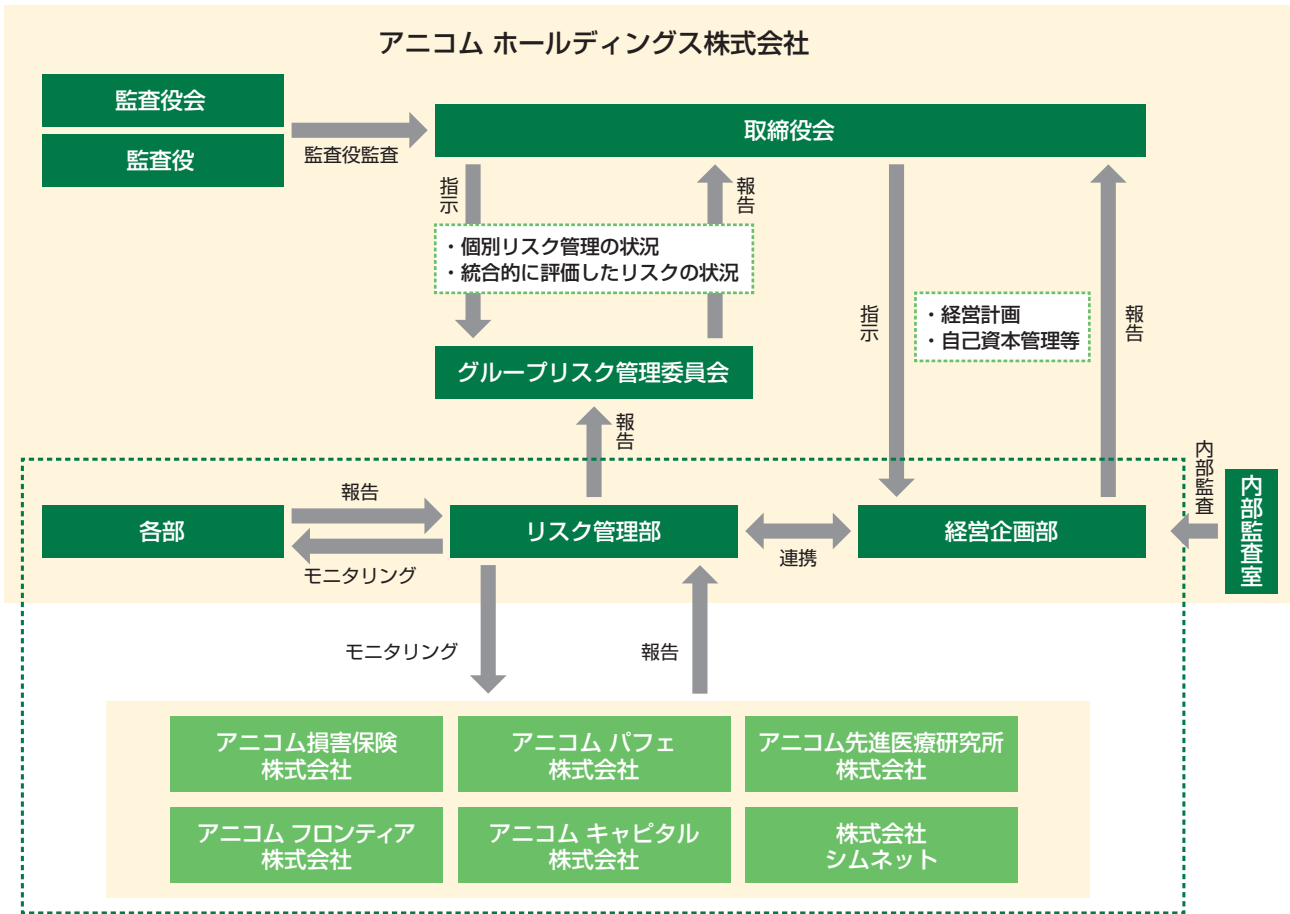 アニコム ホールディングス株式会社
監査役会
監査役
監査役監査
取締役会
指示
報告
・個別リスク管理の状況
・統合的に評価したリスクの状況
指示
・経営計画
・自己資本管理等
報告
グループリスク管理委員会
報告
内部監査
内部監査室
各部
報告
モニタリング
リスク管理部
連携
経営企画部
モニタリング
報告
アニコム損害保険
株式会社
アニコム パフェ
株式会社
アニコム先進医療研究所
株式会社
アニコム フロンティア
株式会社
アニコム キャピタル
株式会社
株式会社
シムネット